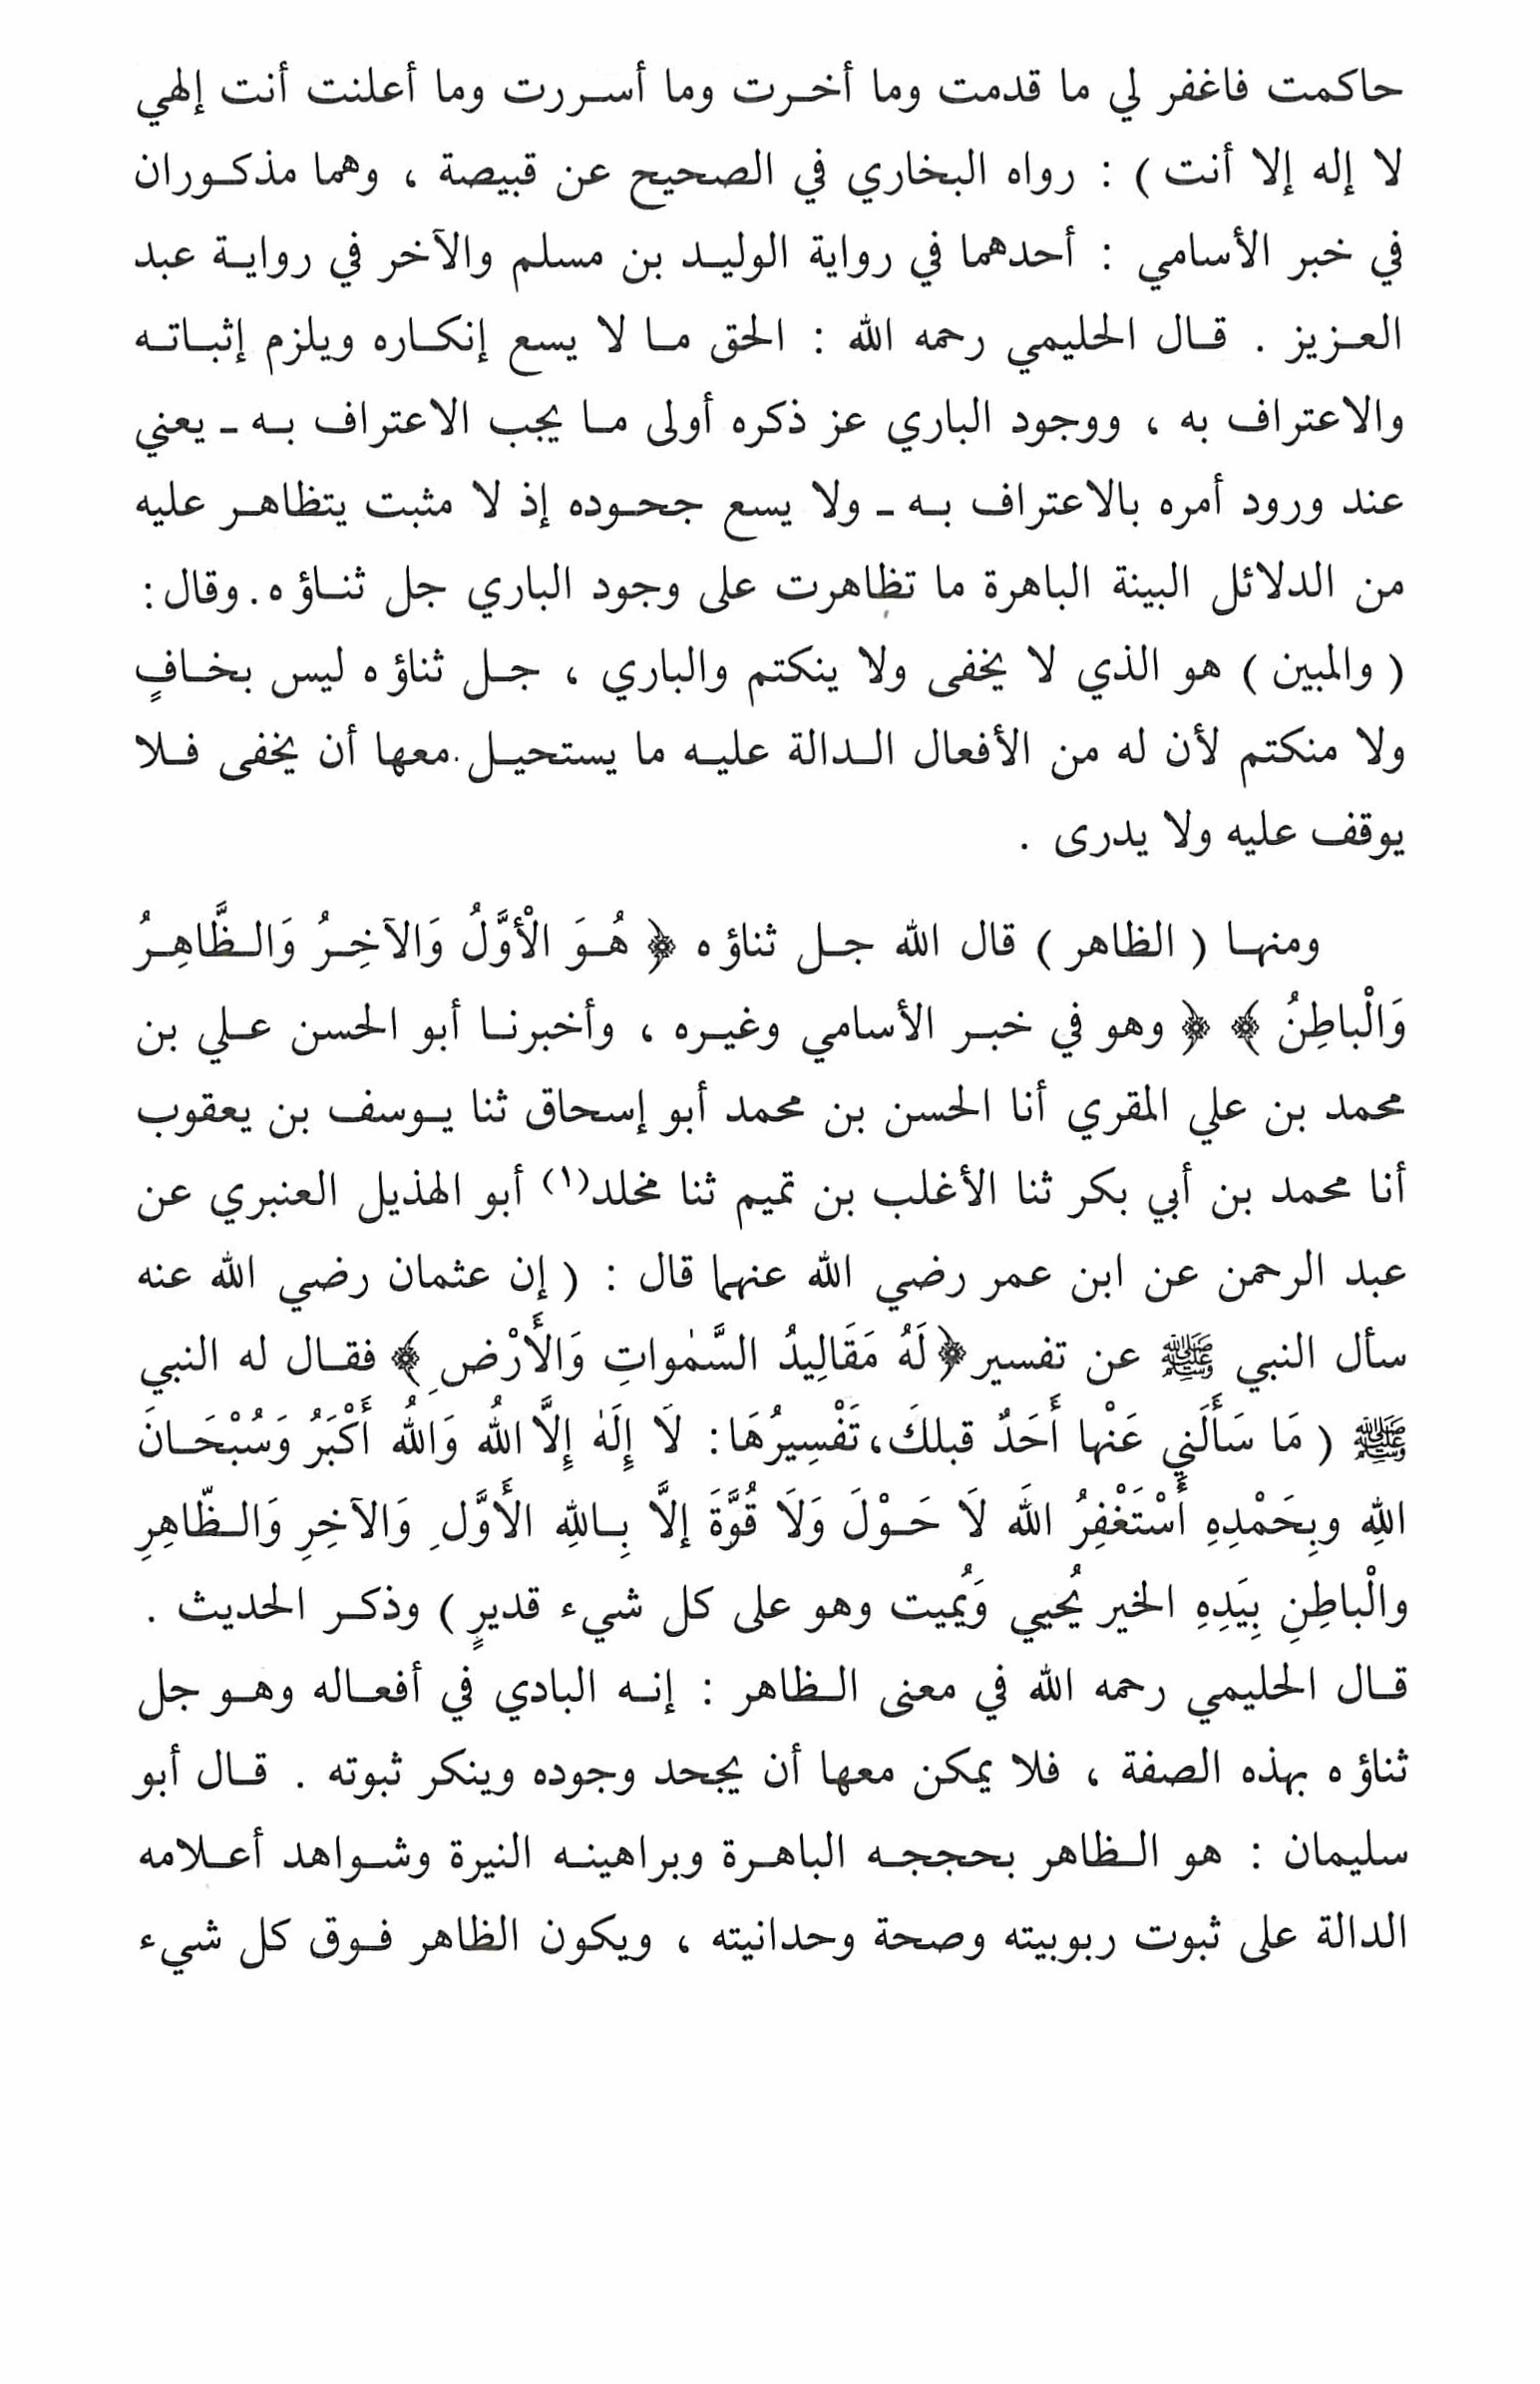 حاكمت فاغفر لي ما قدمت وما أخرت وما أسررت وما أعلنت أنت إلهي
لا إله إلا أنت ) : رواه البخاري في الصحيح عن قبيصة ، وهما مذكوران
في خبر الأسامي : أحدهما في رواية الوليد بن مسلم والآخر في رواية عبد
العزيز . قال الحليمي رحمه الله : الحق ما لا يسع إنكاره ويلزم إثباته
والاعتراف به ، ووجود الباري عز ذكره أولى ما يجب الاعتراف به ـ يعني
عند ورود أمره بالاعتراف به ـ ولا يسع جحوده إذ لا مثبت يتظاهر عليه
من الدلائل البينة الباهرة ما تظاهرت على وجود الباري جل ثناؤه. وقال :
( والمبين ) هو الذي لا يخفى ولا ينكتم والباري ، جل ثناؤه ليس بخافٍ
ولا منكتم لأن له من الأفعال الدالة عليه ما يستحيل معها أن يخفى فلا
يوقف عليه ولا يدرى .
ومنها ( الظاهر ) قال الله جل ثناؤه ﴿ هُوَ الْأوَّلُ وَالآخِرُ وَالظَّاهِرُ
وَالْباطِنُ ﴾ ﴿ وهو في خبر الأسامي وغيره ، وأخبرنا أبو الحسن علي بن
محمد بن علي المقري أنا الحسن بن محمد أبو إسحاق ثنا يوسف بن يعقوب
أنا محمد بن أبي بكر ثنا الأغلب بن تميم ثنا مخلد(١) أبو الهذيل العنبري عن
عبد الرحمن عن ابن عمر رضي الله عنهما قال : ( إن عثمان رضي الله عنه
سأل النبي ﷺ عن تفسير ﴿ لَهُ مَقَالِيدُ السَّمٰواتِ وَالأَرْضِ ﴾ فقال له النبي
ﷺ ( مَا سَأَلَنِي عَنْها أَحَدٌ قبلكَ، تَفْسِيرُهَا : لَا إِلَهٰ إِلَّا اللهُ وَاللهُ أَكْبَرُ وَسُبْحَانَ
اللهِ وبِحَمْدِهِ أَسْتَغْفِرُ اللهَ لَا حَوْلَ وَلَا قُوَّةَ إلَّا بِاللهِ الأَوَّلِ وَالآخِرِ وَالظّاهِرِ
والْباطِنِ بِيَدِهِ الخير يُحيي وَيُميت وهو على كل شيء قديرٍ ) وذكر الحديث .
قال الحليمي رحمه الله في معنى الظاهر : إنه البادي في أفعاله وهو جل
ثناؤه بهذه الصفة ، فلا يمكن معها أن يجحد وجوده وينكر ثبوته . قال أبو
سليمان : هو الظاهر بحججه الباهرة وبراهينه النيرة وشواهد أعلامه
الدالة على ثبوت ربوبيته وصحة وحدانيته ، ويكون الظاهر فوق كل شيء